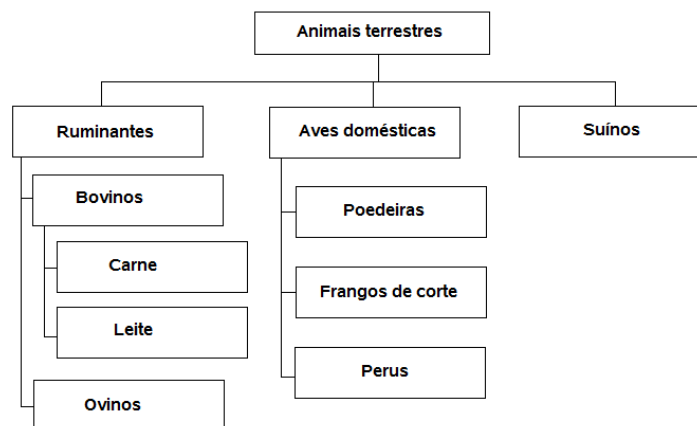 Animais terrestres
Ruminantes
Aves domésticas
Suínos
Bovinos
Carne
Leite
Ovinos
Poedeiras
Frangos de corte
Perus